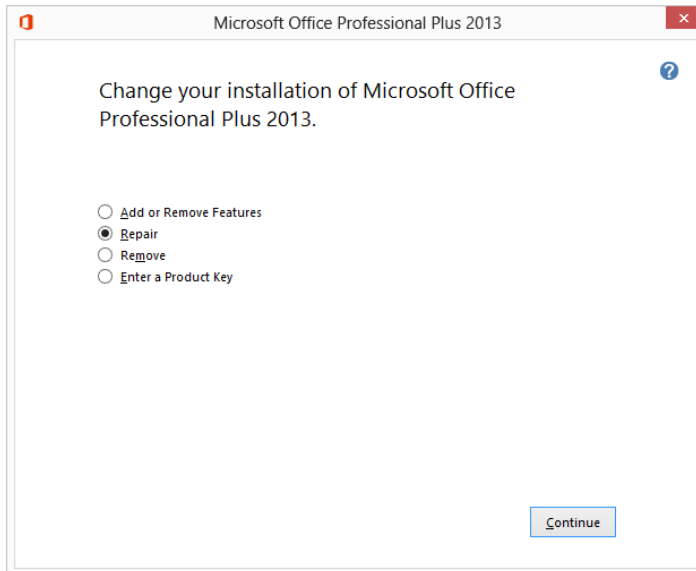 Microsoft Office Professional Plus 2013
Change your installation of Microsoft Office
Professional Plus 2013.
Add or Remove Features
Repair
Remove
Enter a Product Key
Continue